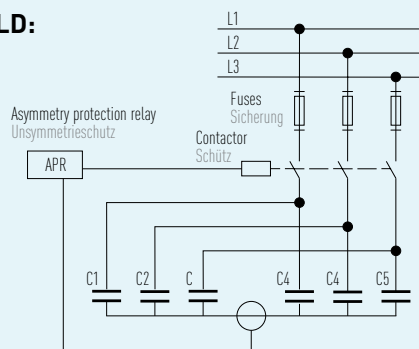 LD:
L1
L2
L3
Fuses
Sicherung
Asymmetry protection relay
Unsymmetrieschutz
Contactor
Schütz
APR
C1 C2 C C4 C4 C5